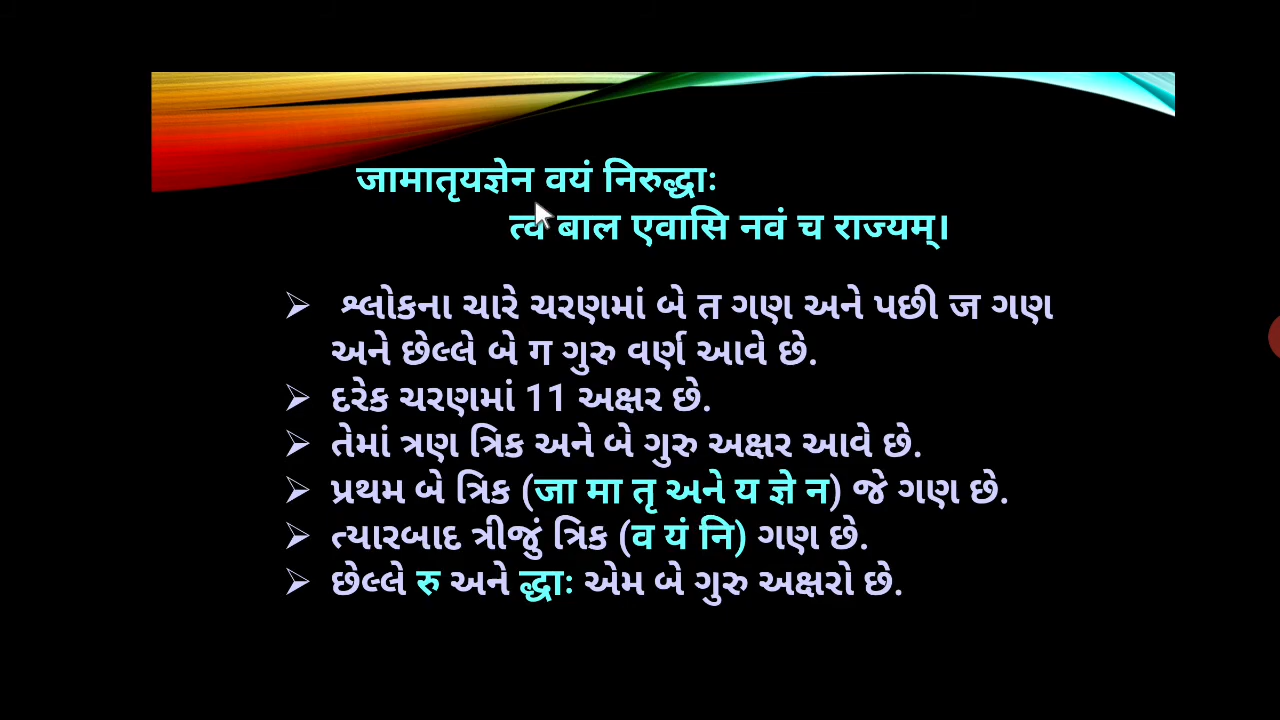 जामातृयज्ञेन वयं निरुद्धाः
त्वं बाल एवासि नवं च राज्यम्।
શ્લોકના ચારે ચરણમાં બે त ગણ અને પછી ज ગણ
અને છેલ્લે બે ग ગુરુ વર્ણ આવે છે.
દરેક ચરણમાં 11 અક્ષર છે.
તેમાં ત્રણ ત્રિક અને બે ગુરુ અક્ષર આવે છે.
પ્રથમ બે ત્રિક (जा मा तृ અને य ज्ञे न) જે ગણ છે.
ત્યારબાદ ત્રીજું ત્રિક (व यं नि) ગણ છે.
છેલ્લે रु અને द्धाः એમ બે ગુરુ અક્ષરો છે.